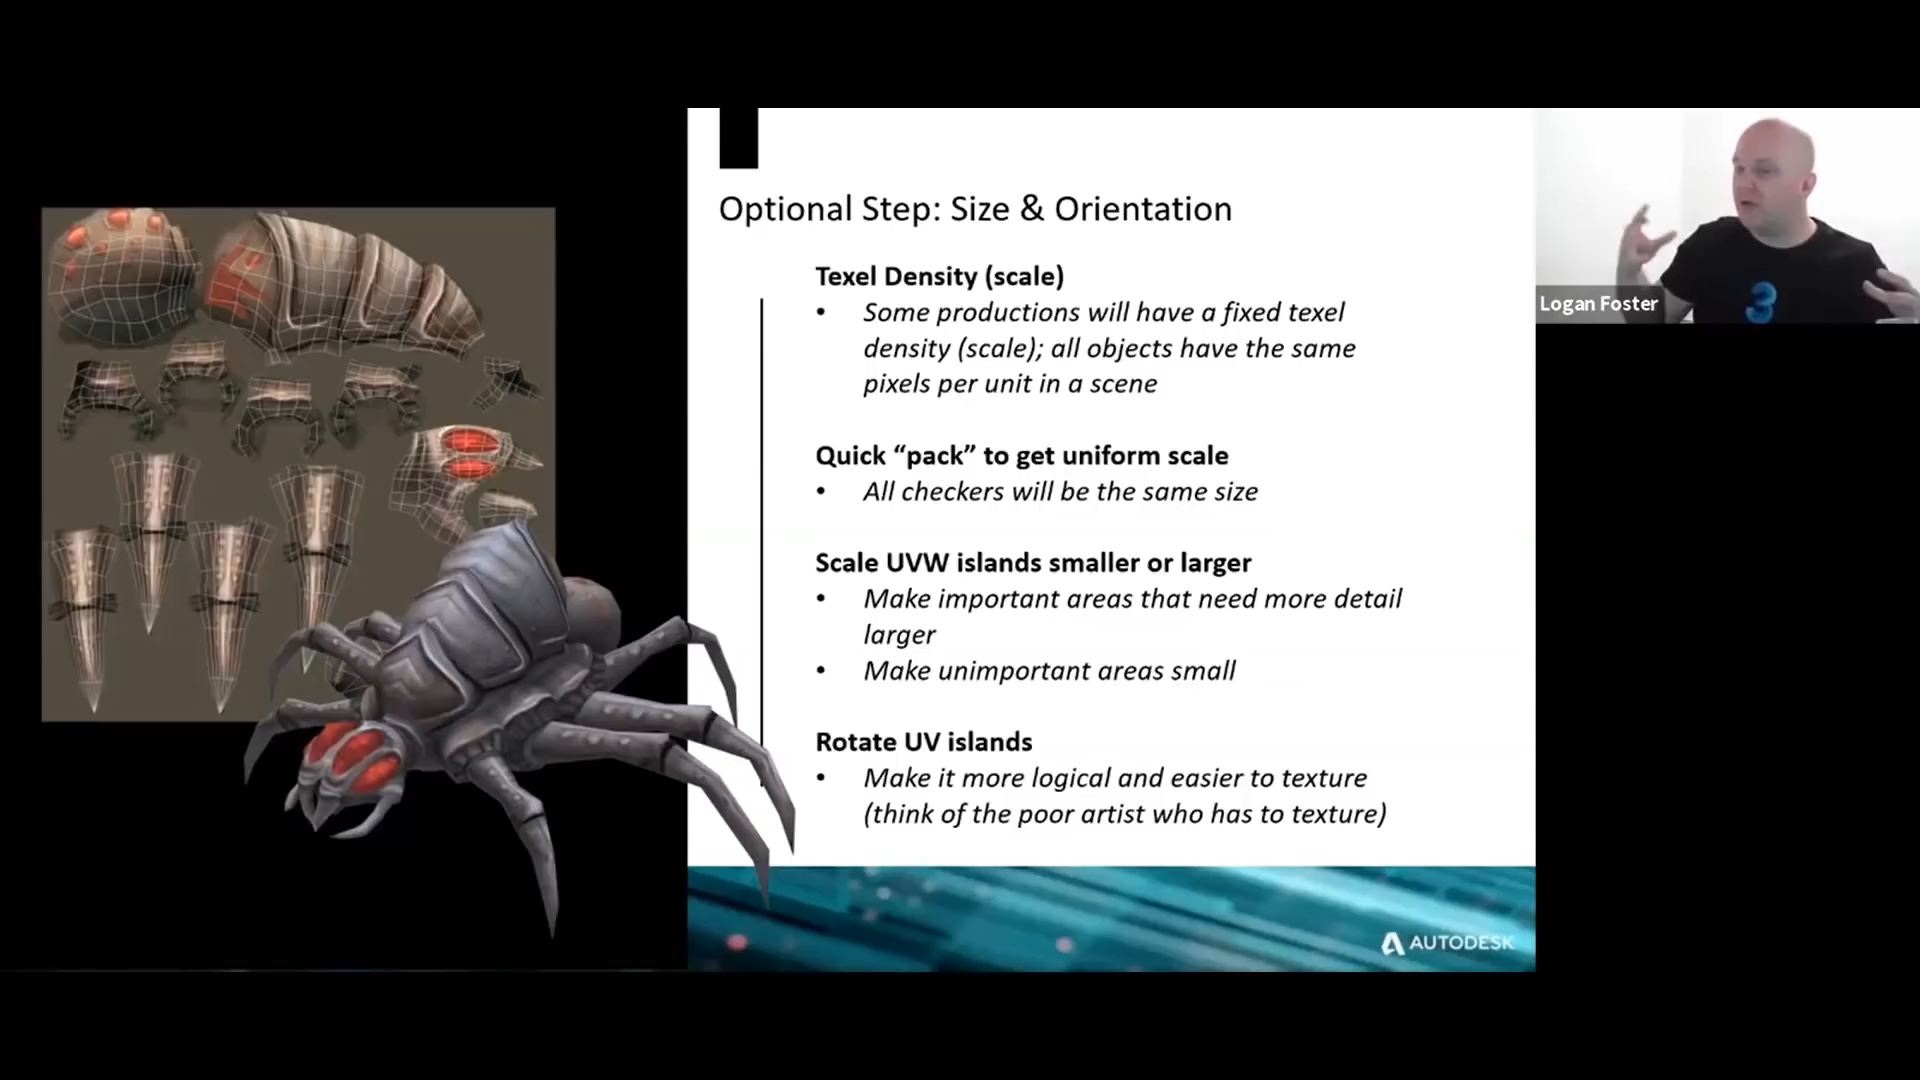 Optional Step: Size & Orientation
Texel Density (scale)
• Some productions will have a fixed texel
density (scale); all objects have the same
pixels per unit in a scene
Quick “pack” to get uniform scale
• All checkers will be the same size
Scale UVW islands smaller or larger
• Make important areas that need more detail
larger
• Make unimportant areas small
Rotate UV islands
• Make it more logical and easier to texture
(think of the poor artist who has to texture)
AUTODESK
Logan Foster
3